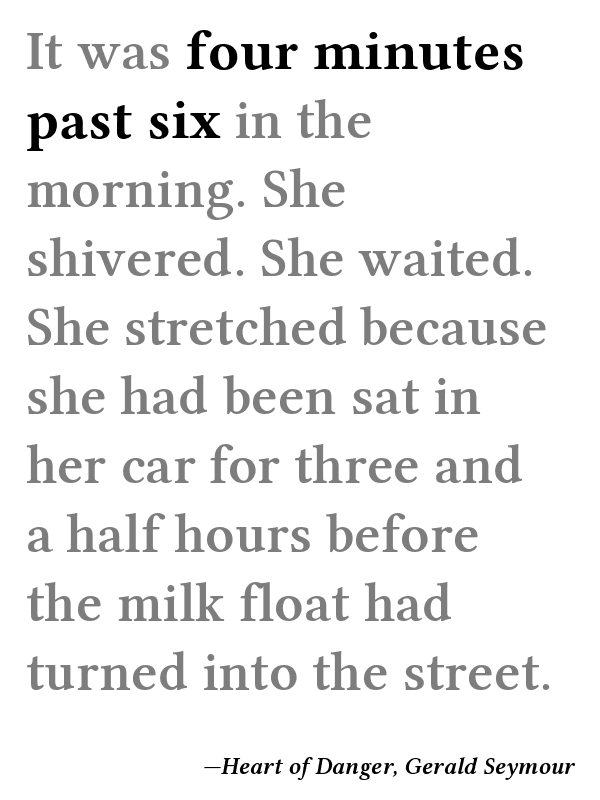 It was four minutes
past six in the
morning. She
shivered. She waited.
She stretched because
she had been sat in
her car for three and
a half hours before
the milk float had
turned into the street.
—Heart of Danger, Gerald Seymour